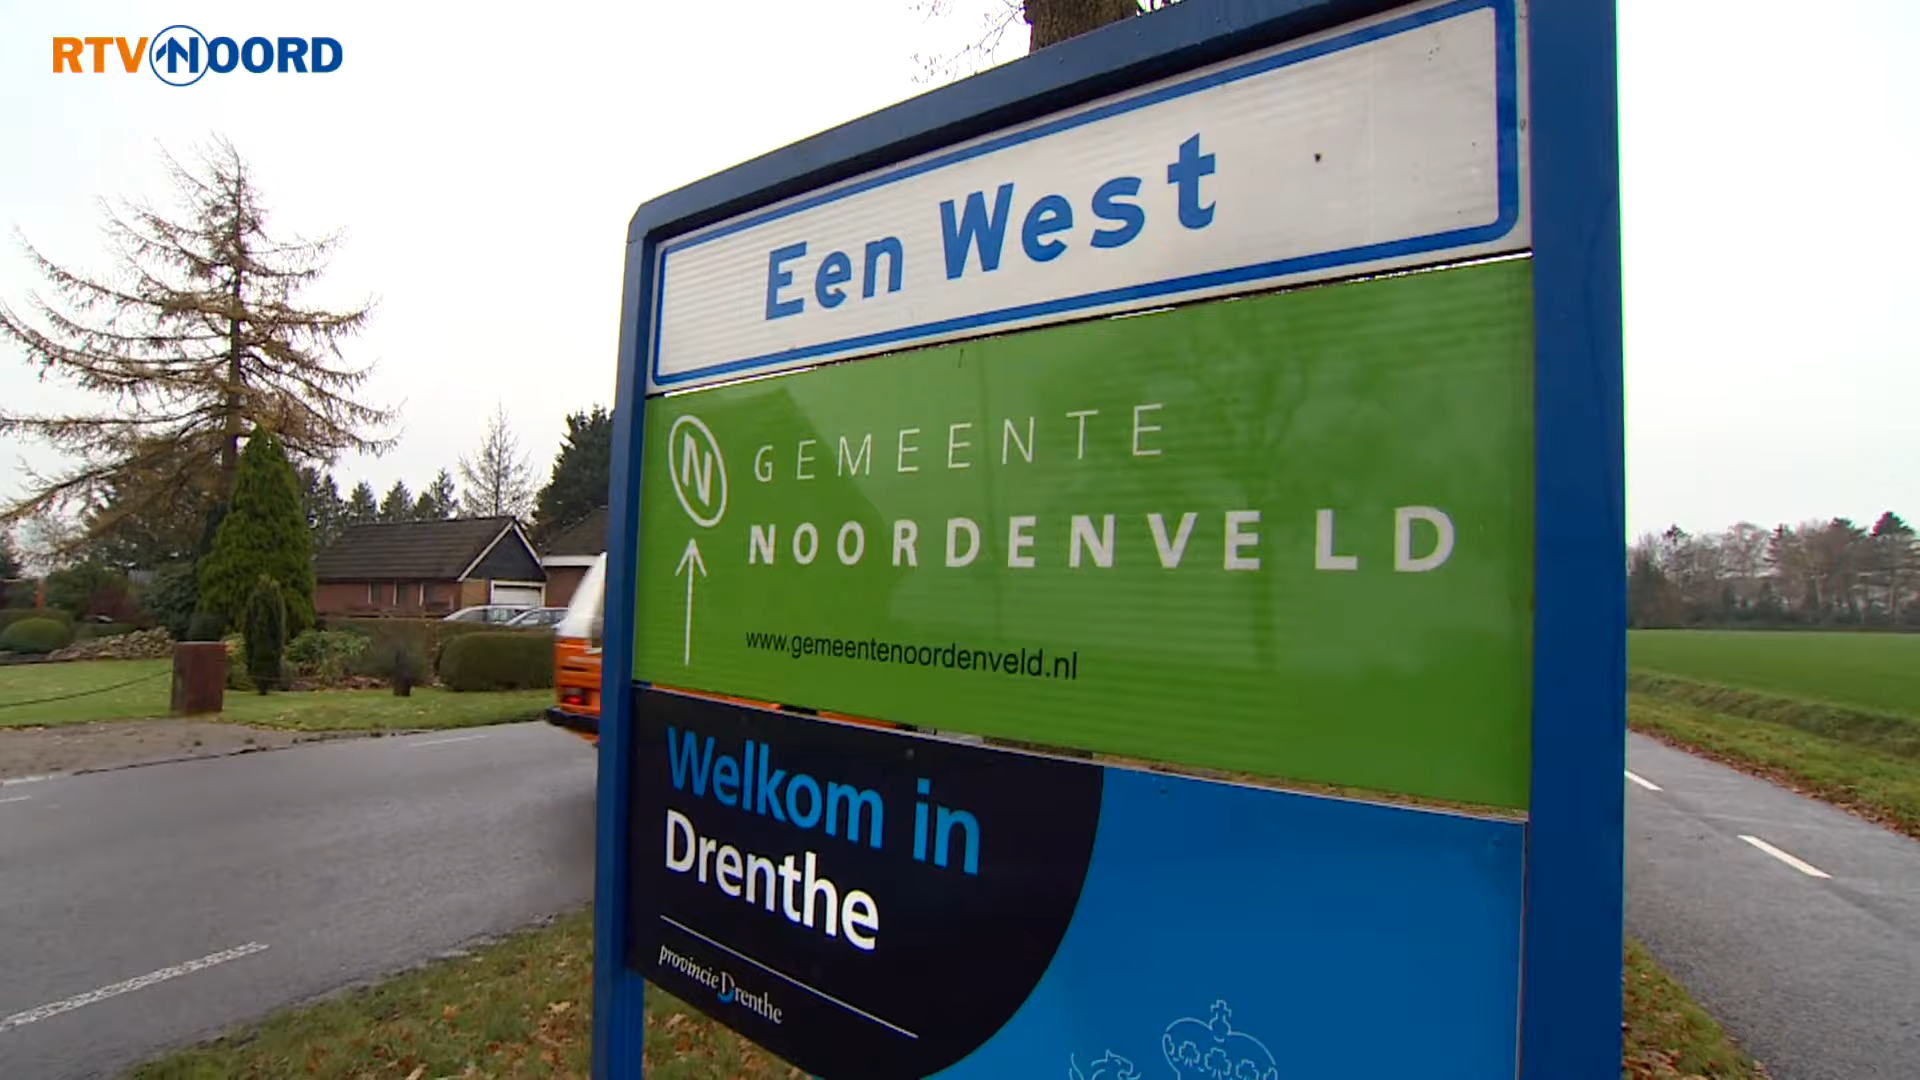 RTV NOORD
Een West
GEMEENTE
NOORDENVELD
www.gemeentenoordenveld.nl
Welkom in
Drenthe
provincie Drenthe